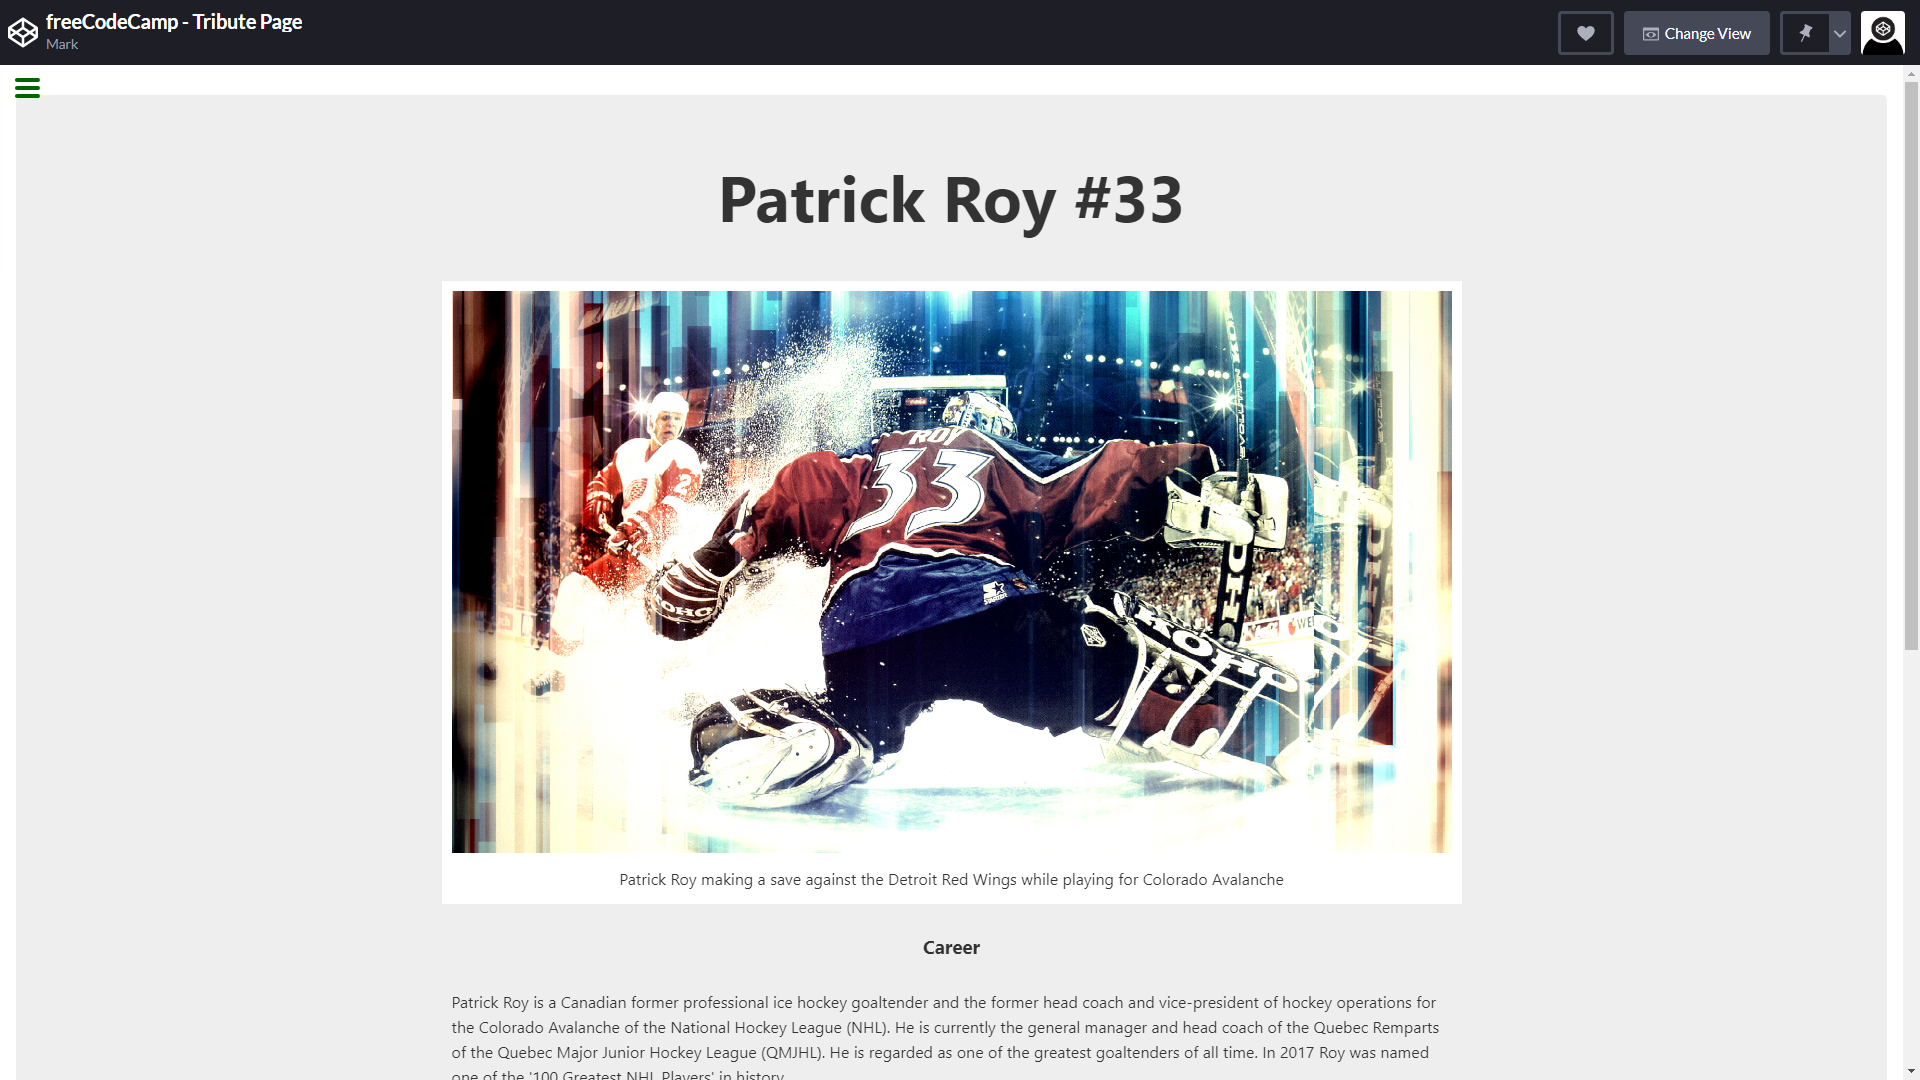 freeCodeCamp - Tribute Page
Mark
Change View
Patrick Roy #33
ROY
33
2
KOHO
KOHO
Patrick Roy making a save against the Detroit Red Wings while playing for Colorado Avalanche
Career
Patrick Roy is a Canadian former professional ice hockey goaltender and the former head coach and vice-president of hockey operations for
the Colorado Avalanche of the National Hockey League (NHL). He is currently the general manager and head coach of the Quebec Remparts
of the Quebec Major Junior Hockey League (QMJHL). He is regarded as one of the greatest goaltenders of all time. In 2017 Roy was named
one of the '100 Greatest NHL Players' in history.